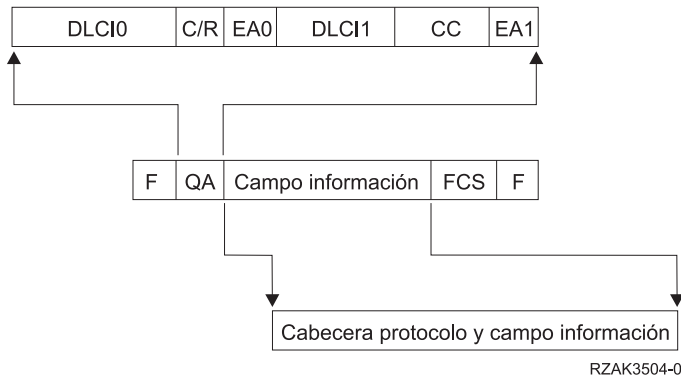 DLCI0 C/R EA0 DLCI1 CC EA1
F QA Campo información FCS F
Cabecera protocolo y campo información
RZAK3504-0